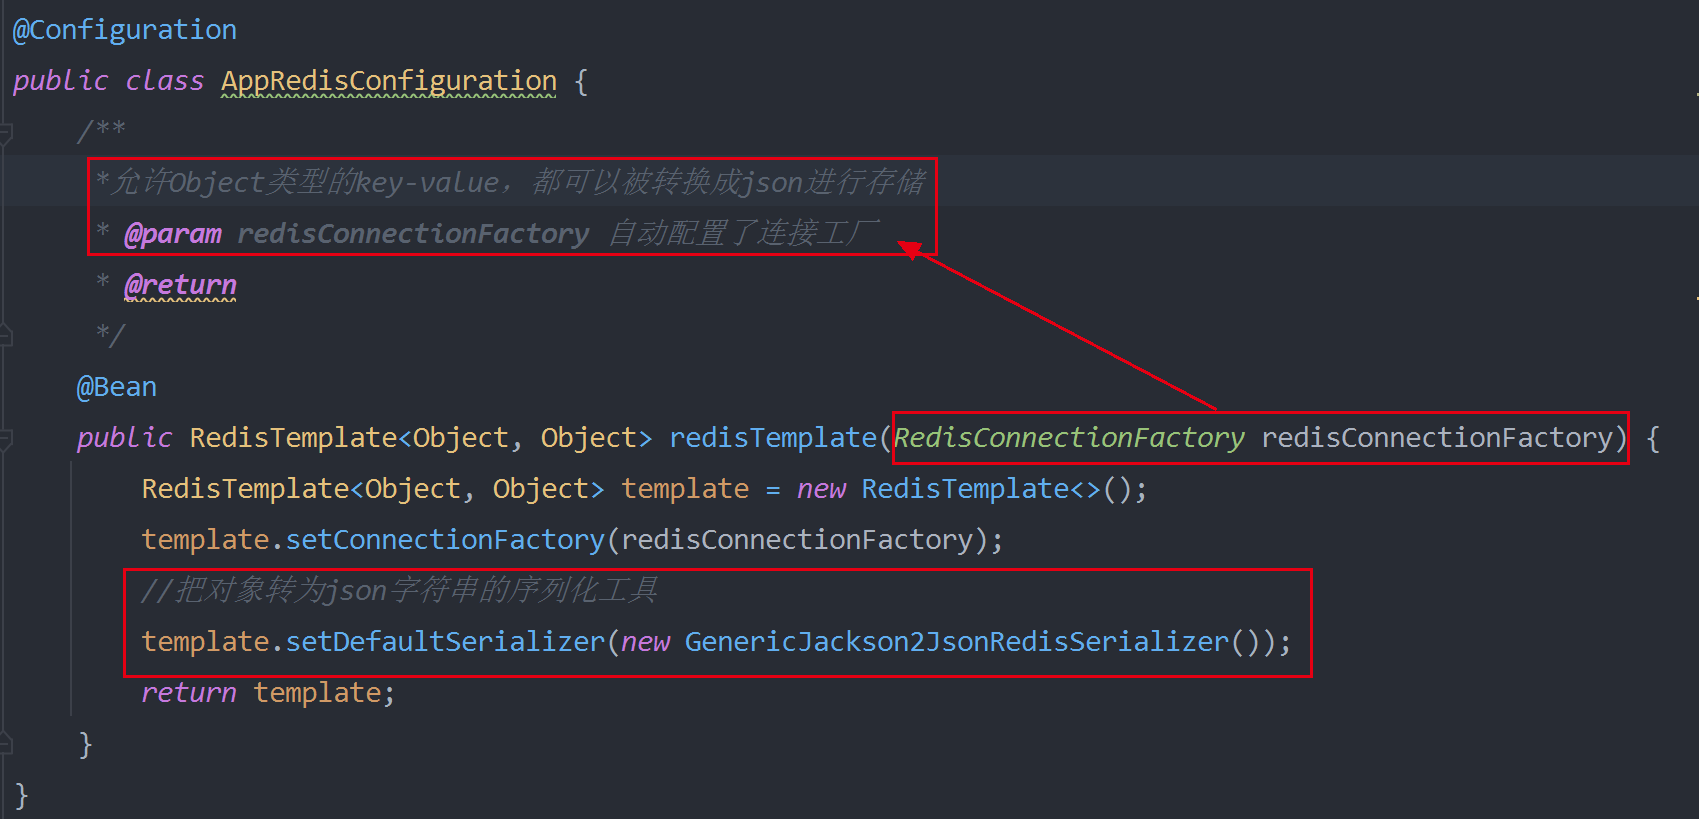 @Configuration
public class AppRedisConfiguration {
/**
*允许Object类型的key-value，都可以被转换成json进行存储
* @param redisConnectionFactory 自动配置了连接工厂
* @return
*/
@Bean
public RedisTemplate<Object, Object> redisTemplate(RedisConnectionFactory redisConnectionFactory) {
RedisTemplate<Object, Object> template = new RedisTemplate<>();
template.setConnectionFactory(redisConnectionFactory);
//把对象转为json字符串的序列化工具
template.setDefaultSerializer(new GenericJackson2JsonRedisSerializer());
return template;
}
}